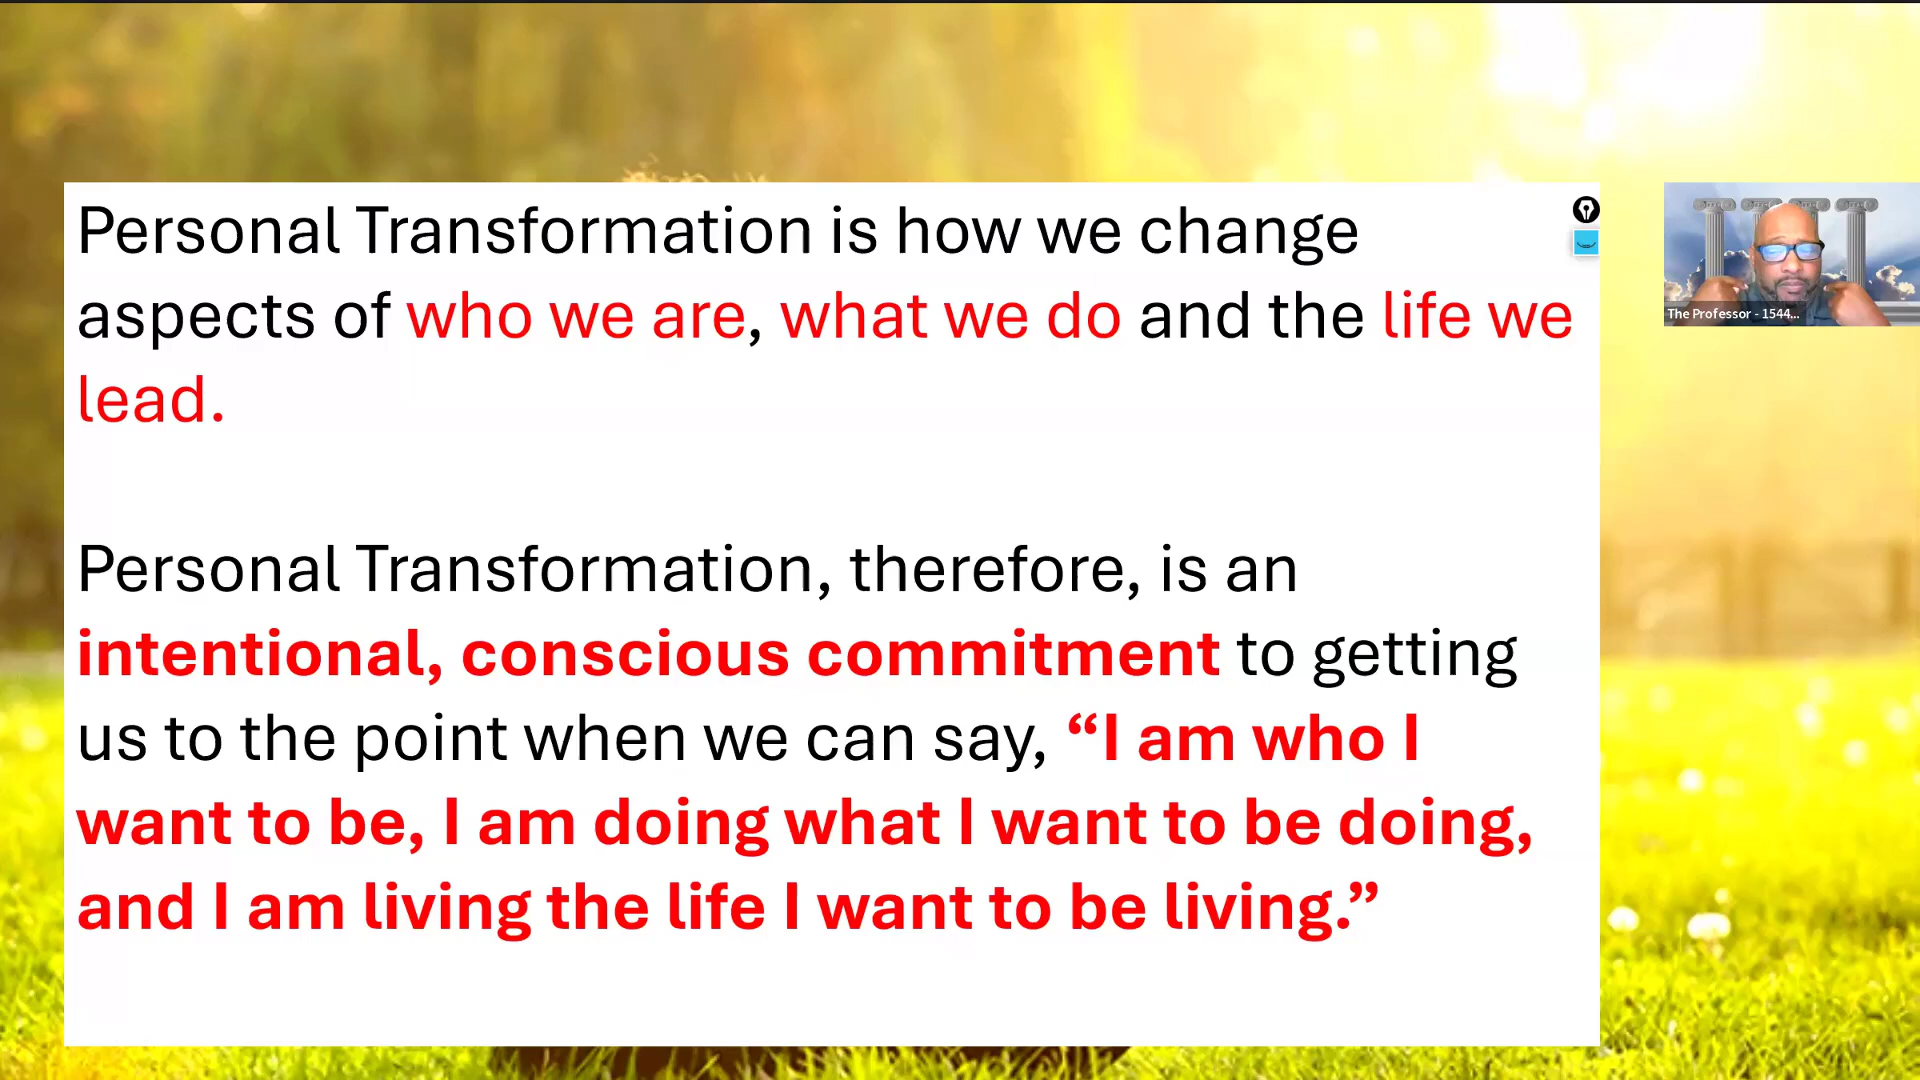 Personal Transformation is how we change
aspects of who we are, what we do and the life we
lead.
Personal Transformation, therefore, is an
intentional, conscious commitment to getting
us to the point when we can say, “I am who I
want to be, I am doing what I want to be doing,
and I am living the life I want to be living.”
The Professor - 1544...